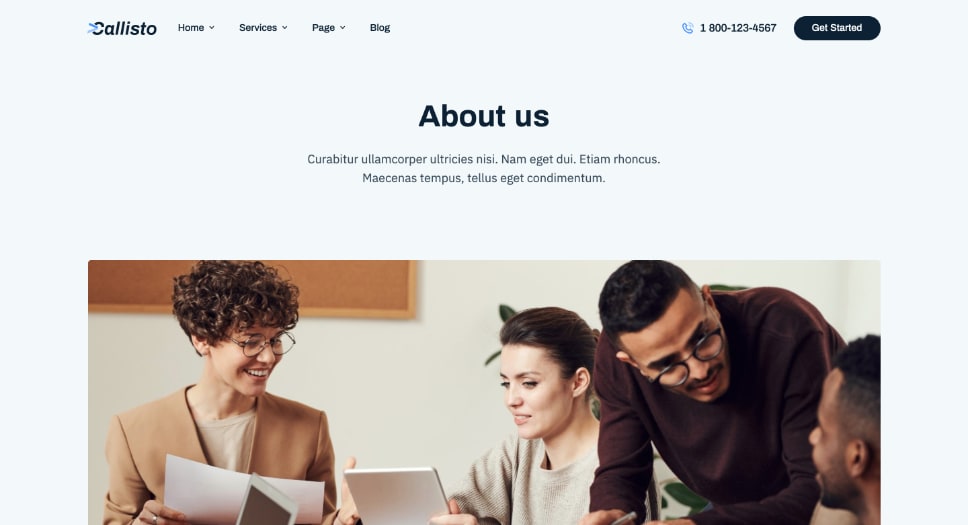 Callisto
Home
Services
Page
Blog
1 800-123-4567
Get Started
About us
Curabitur ullamcorper ultricies nisi. Nam eget dui. Etiam rhoncus.
Maecenas tempus, tellus eget condimentum.